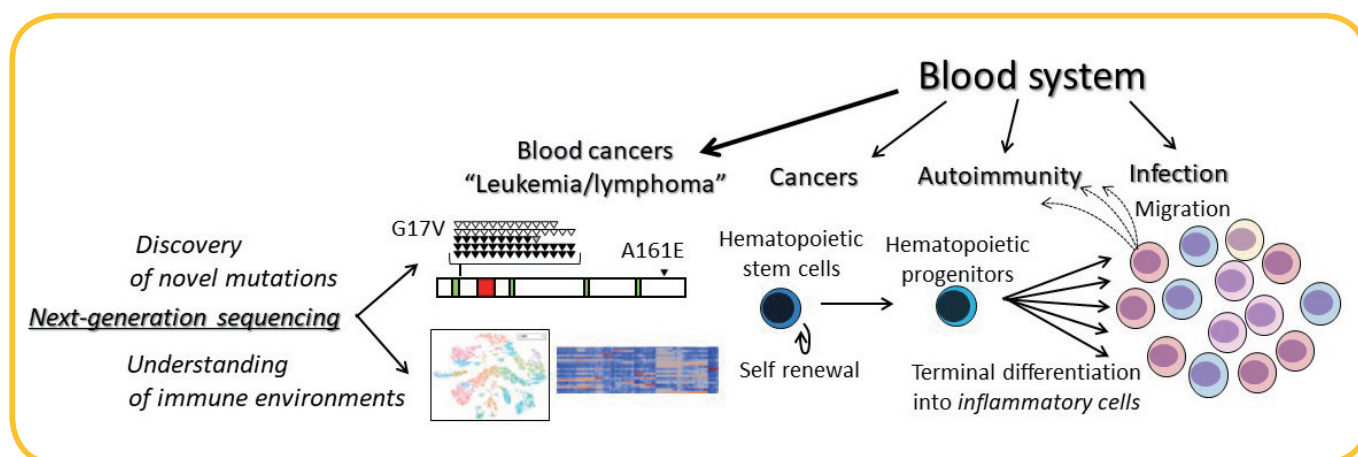 Blood system
Blood cancers
“Leukemia/lymphoma”
Cancers
Autoimmunity
Infection
Migration
G17V
A161E
Discovery
of novel mutations
Next-generation sequencing
Understanding
of immune environments
Hematopoietic
stem cells
Self renewal
Hematopoietic
progenitors
Terminal differentiation
into inflammatory cells